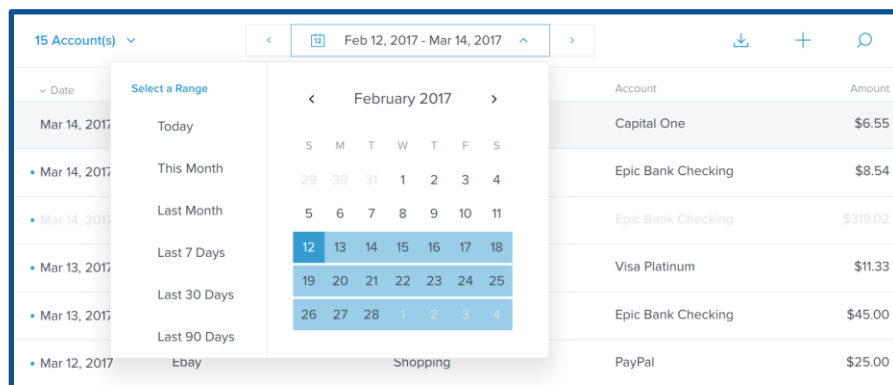 15 Account(s)
12 Feb 12, 2017 - Mar 14, 2017
Date
Account
Amount
Select a Range
Today
This Month
Last Month
Last 7 Days
Last 30 Days
Last 90 Days
February 2017
S M T W T F S
29 30 31 1 2 3 4
5 6 7 8 9 10 11
12 13 14 15 16 17 18
19 20 21 22 23 24 25
26 27 28 1 2 3 4
Mar 14, 2017 Capital One $6.55
• Mar 14, 2017 Epic Bank Checking $8.54
• Mar 14, 2017 Epic Bank Checking $319.02
• Mar 13, 2017 Visa Platinum $11.33
• Mar 13, 2017 Epic Bank Checking $45.00
• Mar 12, 2017 Ebay Shopping PayPal $25.00